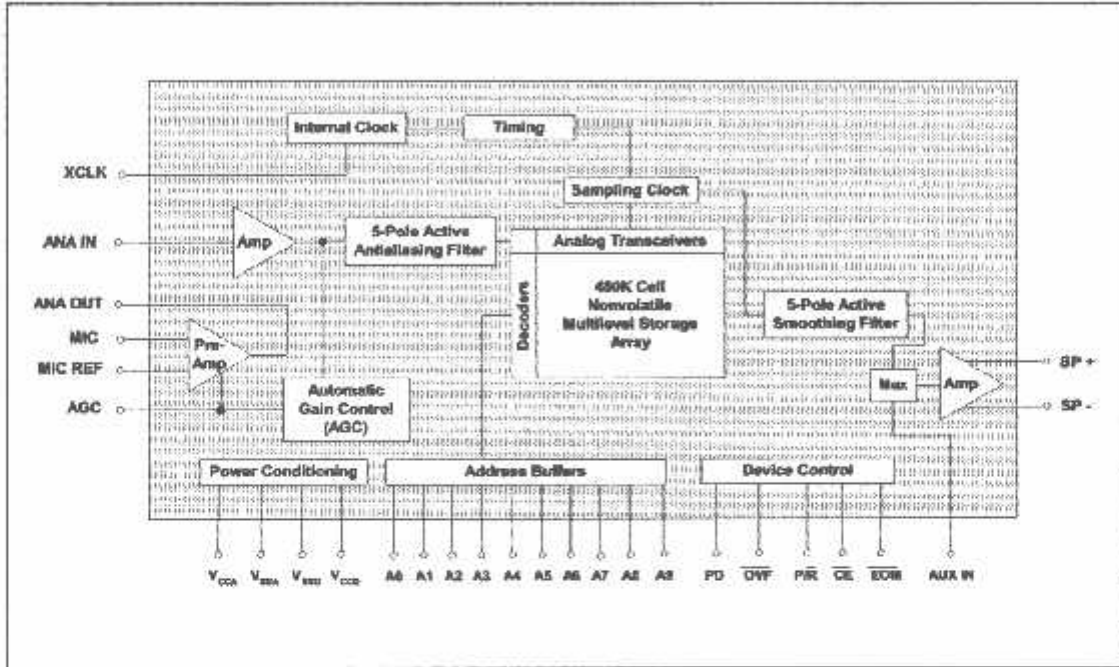 Internal Clock
Timing
XCLK
Sampling Clock
ANA IN
Amp
5-Pole Active
Antialiasing Filter
Analog Transceivers
ANA OUT
Decoders
480K Cell
Nonvolatile
Multilevel Storage
Array
5-Pole Active
Smoothing Filter
MIC
Pre-
Amp
MIC REF
SP +
Mux
Amp
AGC
Automatic
Gain Control
(AGC)
SP -
Power Conditioning
Address Buffers
Device Control
VCCA VSSA VSSD VCCD A0 A1 A2 A3 A4 A5 A6 A7 A8 A9 PD OVF P/R CE EOM AUX IN